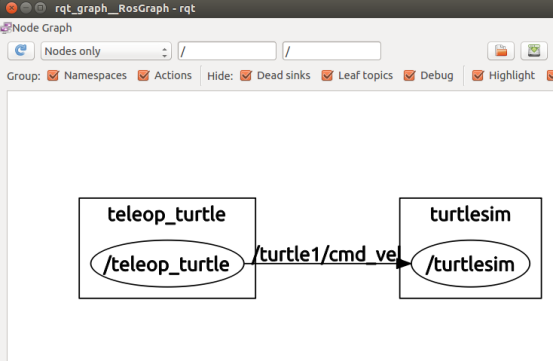 rqt_graph__RosGraph - rqt
Node Graph
Nodes only / /
Group: Namespaces Actions Hide: Dead sinks Leaf topics Debug Highlight
teleop_turtle turtlesim
/teleop_turtle /turtle1/cmd_vel /turtlesim